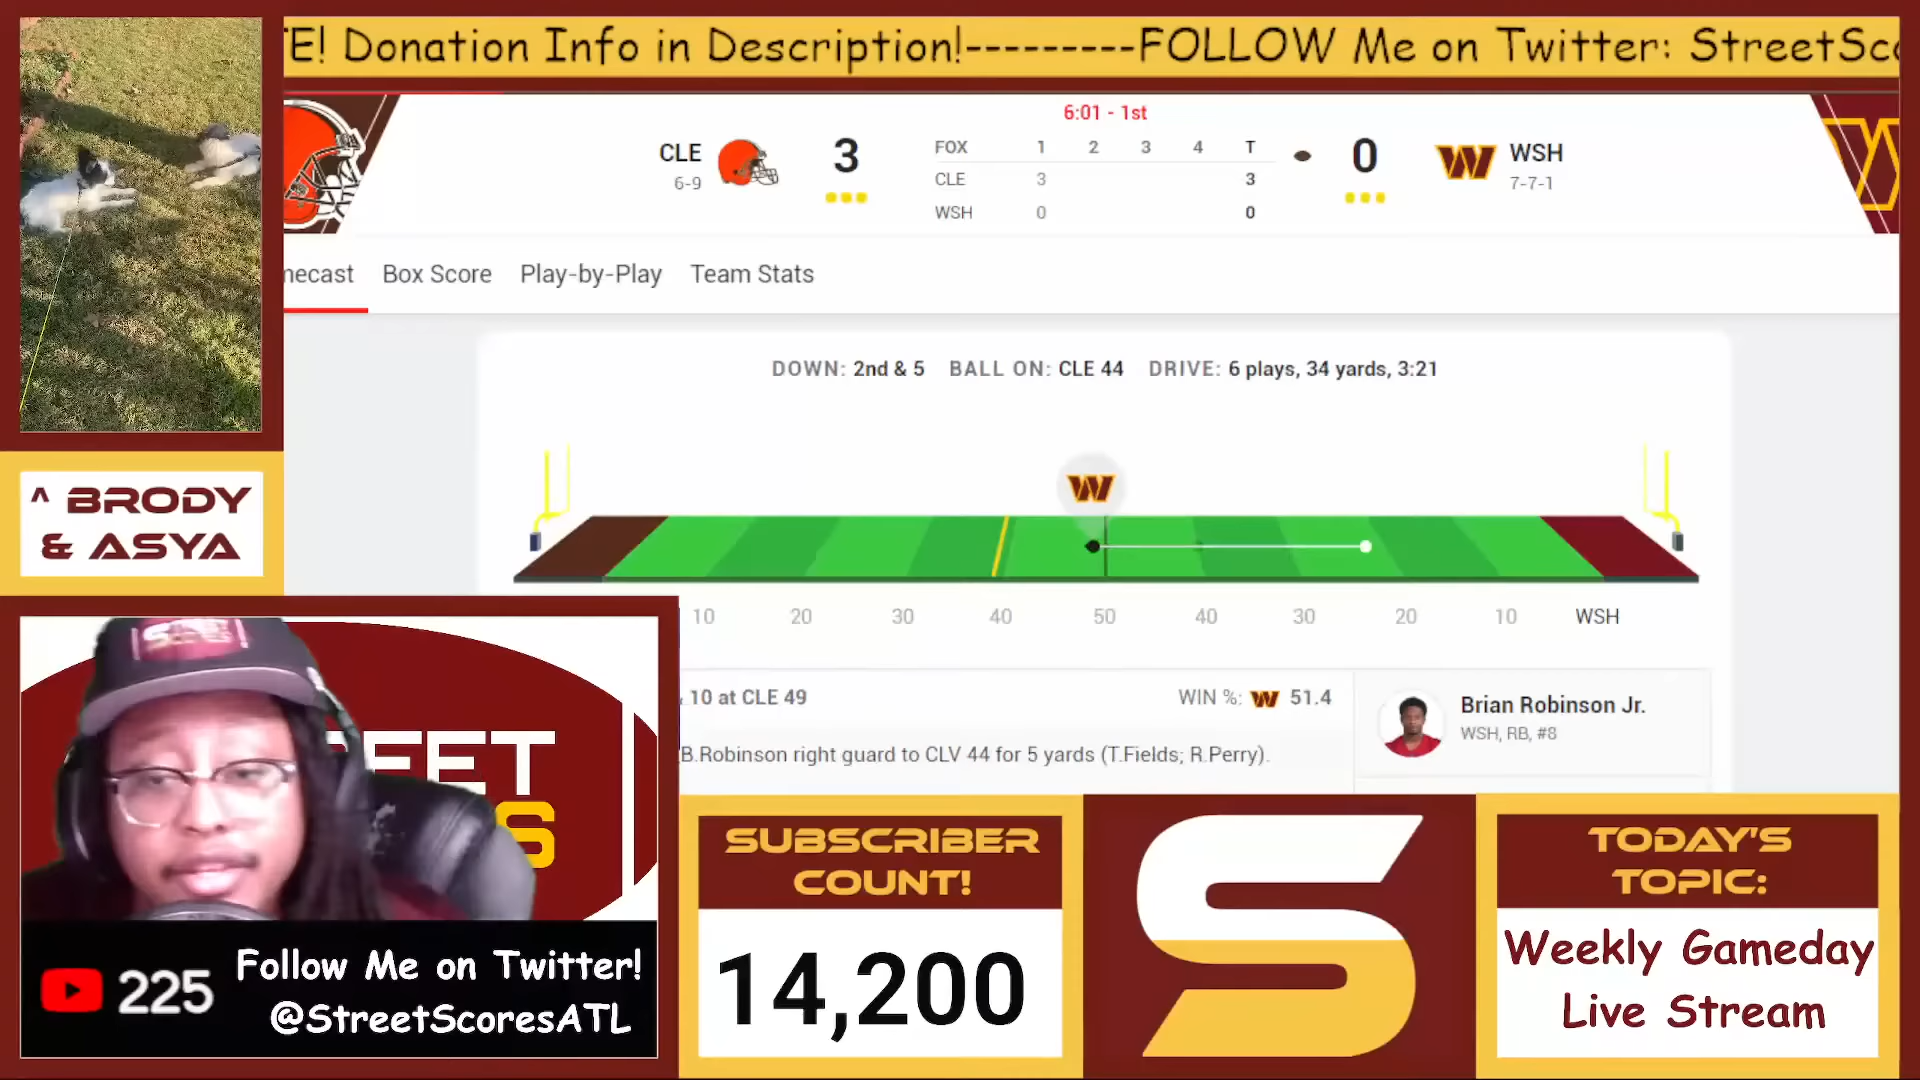 E! Donation Info in Description!---------FOLLOW Me on Twitter: StreetSco
6:01 - 1st
CLE
6-9
3
FOX 1 2 3 4 T
CLE 3 3
WSH 0 0
0
WSH
7-7-1
necast Box Score Play-by-Play Team Stats
DOWN: 2nd & 5 BALL ON: CLE 44 DRIVE: 6 plays, 34 yards, 3:21
W
10 20 30 40 50 40 30 20 10 WSH
10 at CLE 49
WIN %: W 51.4
B.Robinson right guard to CLV 44 for 5 yards (T.Fields; R.Perry).
Brian Robinson Jr.
WSH, RB, #8
^ BRODY
& ASYA
225
Follow Me on Twitter!
@StreetScoresATL
SUBSCRIBER
COUNT!
14,200
S
TODAY'S
TOPIC:
Weekly Gameday
Live Stream